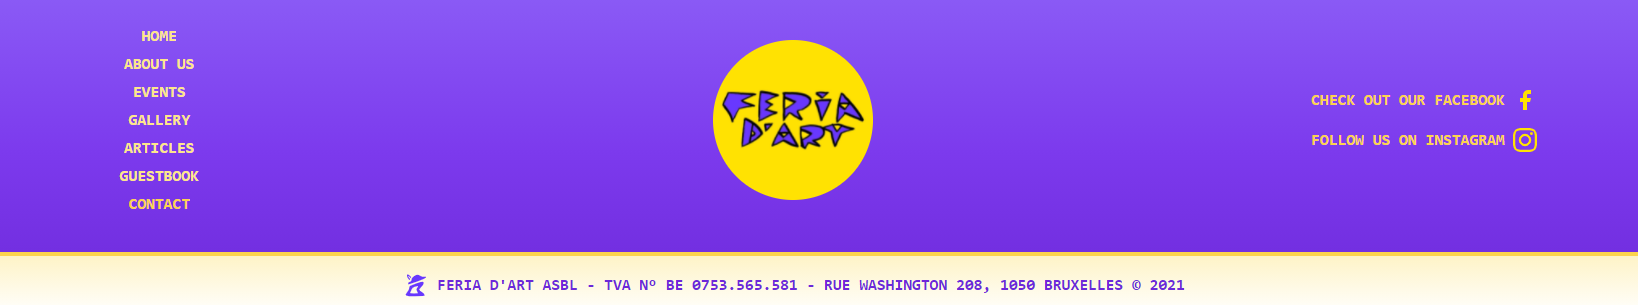 HOME
ABOUT US
EVENTS
GALLERY
ARTICLES
GUESTBOOK
CONTACT
FERIA
D'ART
CHECK OUT OUR FACEBOOK
FOLLOW US ON INSTAGRAM
FERIA D'ART ASBL - TVA Nº BE 0753.565.581 - RUE WASHINGTON 208, 1050 BRUXELLES © 2021